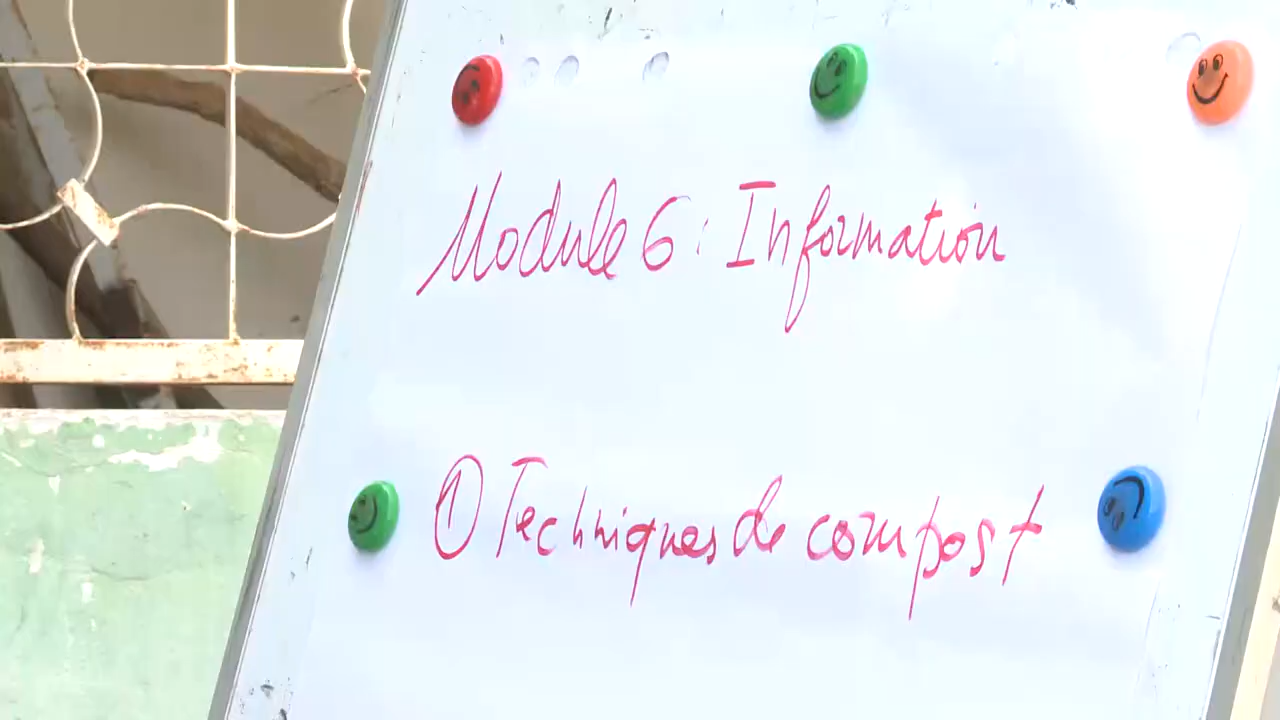 Module 6: Information
① Techniques de compost